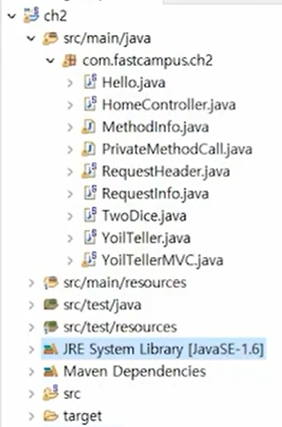 ch2
src/main/java
com.fastcampus.ch2
Hello.java
HomeController.java
MethodInfo.java
PrivateMethodCall.java
RequestHeader.java
RequestInfo.java
TwoDice.java
YoilTeller.java
YoilTellerMVC.java
src/main/resources
src/test/java
src/test/resources
JRE System Library [JavaSE-1.6]
Maven Dependencies
src
target